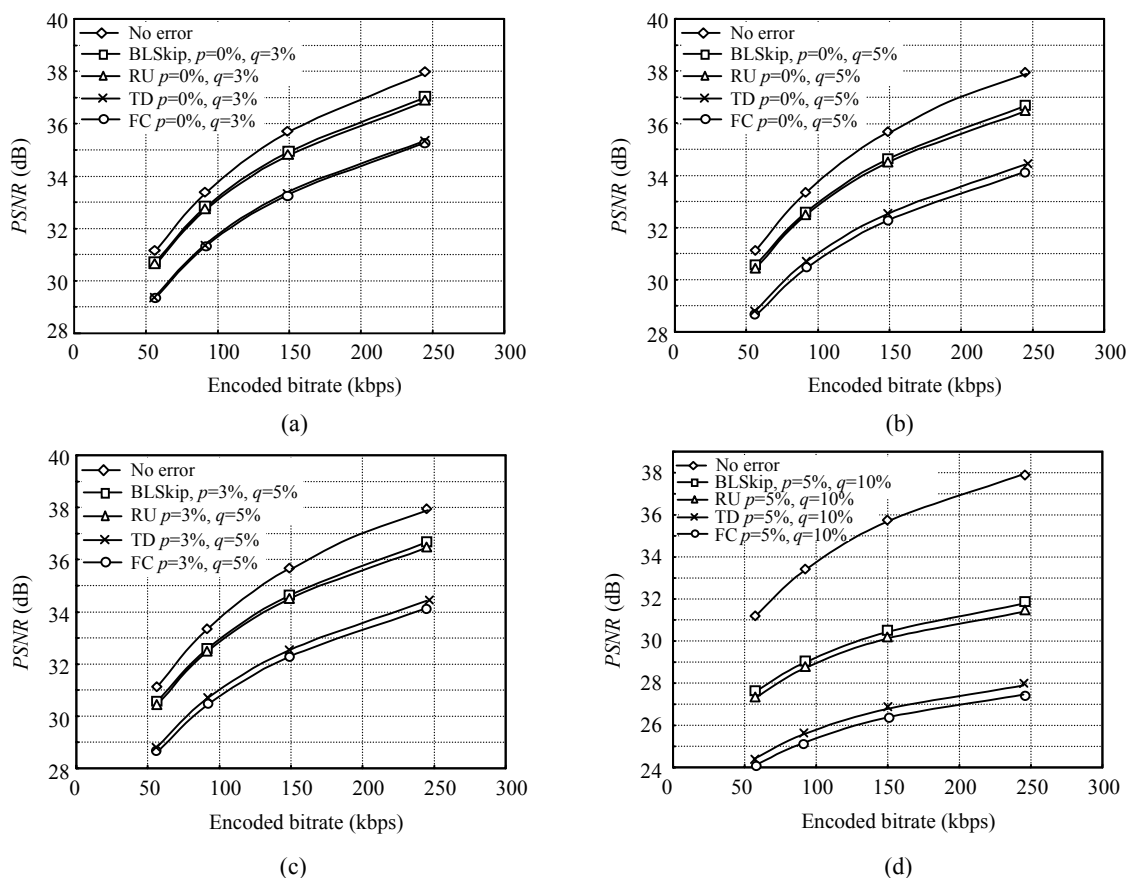 40
38
36
34
32
30
28
PSNR (dB)
No error
BLSkip, p=0%, q=3%
RU p=0%, q=3%
TD p=0%, q=3%
FC p=0%, q=3%
0 50 100 150 200 250 300
Encoded bitrate (kbps)
(a)
40
38
36
34
32
30
28
PSNR (dB)
No error
BLSkip, p=0%, q=5%
RU p=0%, q=5%
TD p=0%, q=5%
FC p=0%, q=5%
0 50 100 150 200 250 300
Encoded bitrate (kbps)
(b)
40
38
36
34
32
30
28
PSNR (dB)
No error
BLSkip, p=3%, q=5%
RU p=3%, q=5%
TD p=3%, q=5%
FC p=3%, q=5%
0 50 100 150 200 250 300
Encoded bitrate (kbps)
(c)
38
36
34
32
30
28
26
24
PSNR (dB)
No error
BLSkip, p=5%, q=10%
RU p=5%, q=10%
TD p=5%, q=10%
FC p=5%, q=10%
0 50 100 150 200 250 300
Encoded bitrate (kbps)
(d)